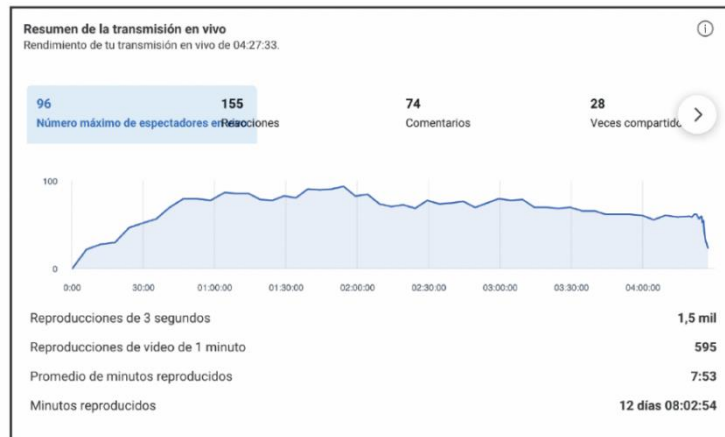 Resumen de la transmisión en vivo
Rendimiento de tu transmisión en vivo de 04:27:33.
96 155 74 28
Número máximo de espectadores en vivo Reacciones Comentarios Veces compartido
100
0
0:00 30:00 01:00:00 01:30:00 02:00:00 02:30:00 03:00:00 03:30:00 04:00:00
Reproducciones de 3 segundos 1,5 mil
Reproducciones de video de 1 minuto 595
Promedio de minutos reproducidos 7:53
Minutos reproducidos 12 días 08:02:54